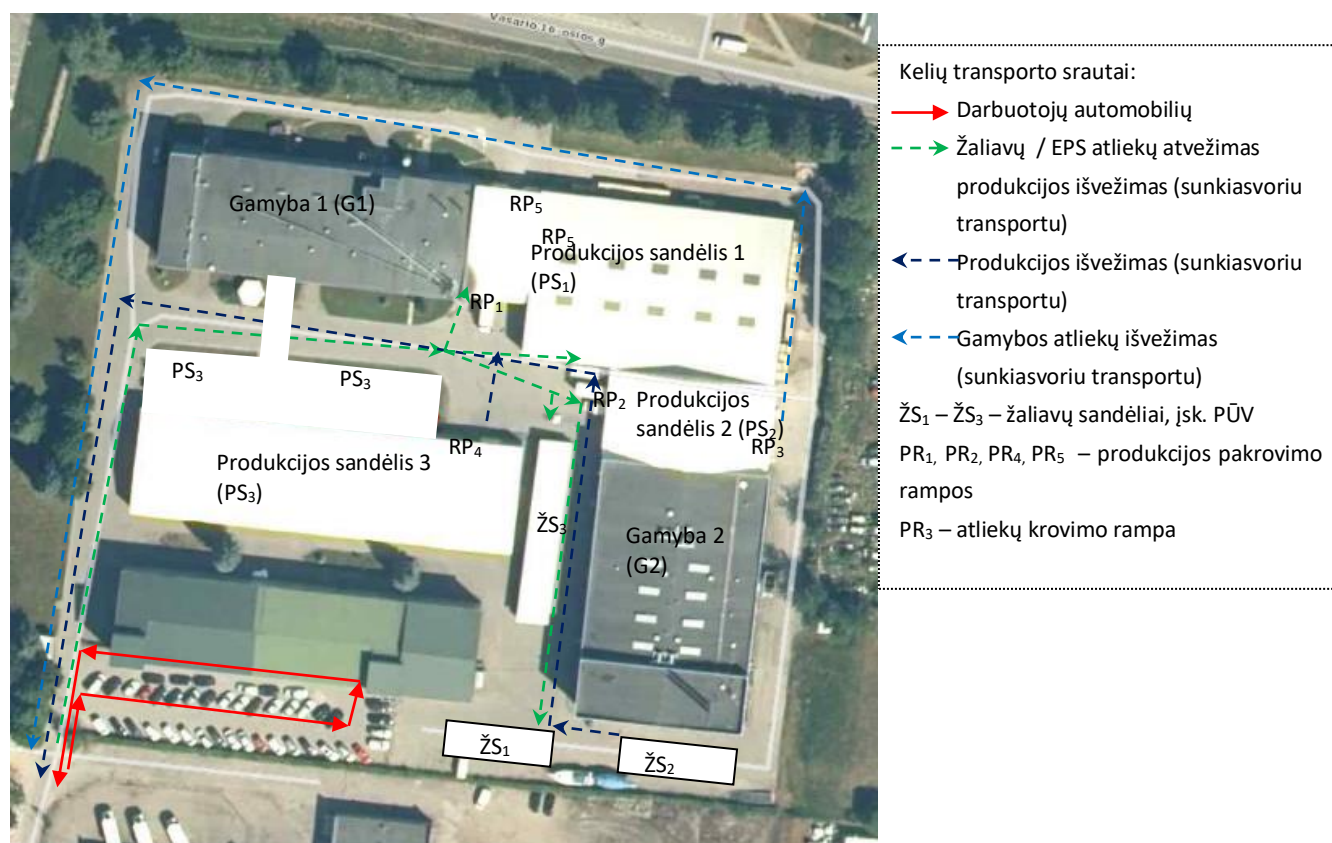 Vasario 16-osios g.
Gamyba 1 (G1)
RP5
RP5
Produkcijos sandėlis 1
(PS1)
RP1
PS3
PS3
RP2
Produkcijos
sandėlis 2 (PS2)
RP3
RP4
Produkcijos sandėlis 3
(PS3)
ŽS3
Gamyba 2
(G2)
ŽS1
ŽS2
Kelių transporto srautai:
Darbuotojų automobilių
Žaliavų / EPS atliekų atvežimas
produkcijos išvežimas (sunkiasvoriu
transportu)
Produkcijos išvežimas (sunkiasvoriu
transportu)
Gamybos atliekų išvežimas
(sunkiasvoriu transportu)
ŽS1 – ŽS3 – žaliavų sandėliai, įsk. PŪV
PR1, PR2, PR4, PR5 – produkcijos pakrovimo
rampos
PR3 – atliekų krovimo rampa